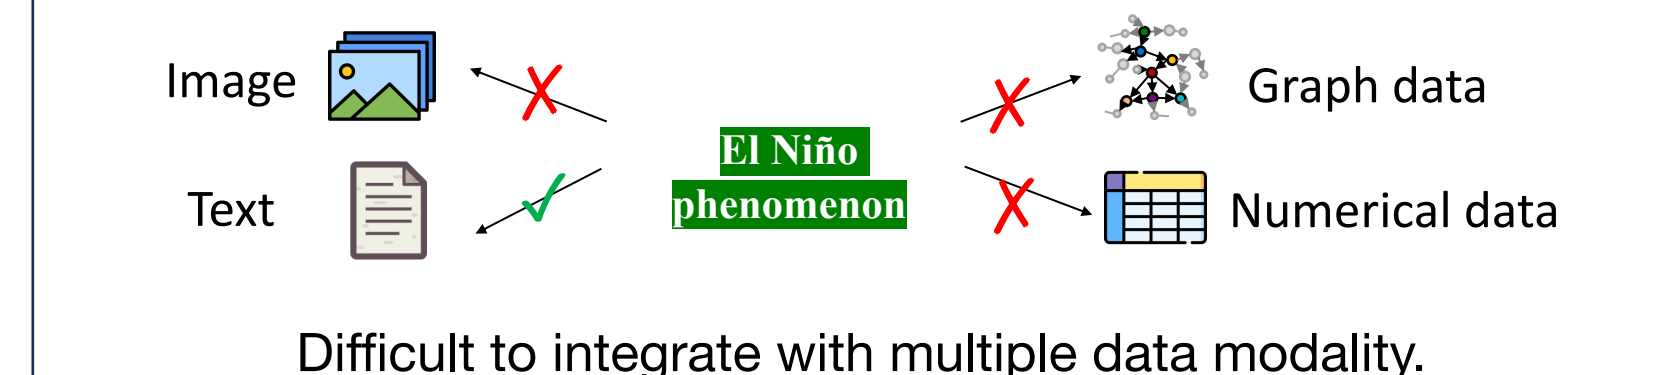 Image
Graph data
El Niño
phenomenon
Text
Numerical data
Difficult to integrate with multiple data modality.